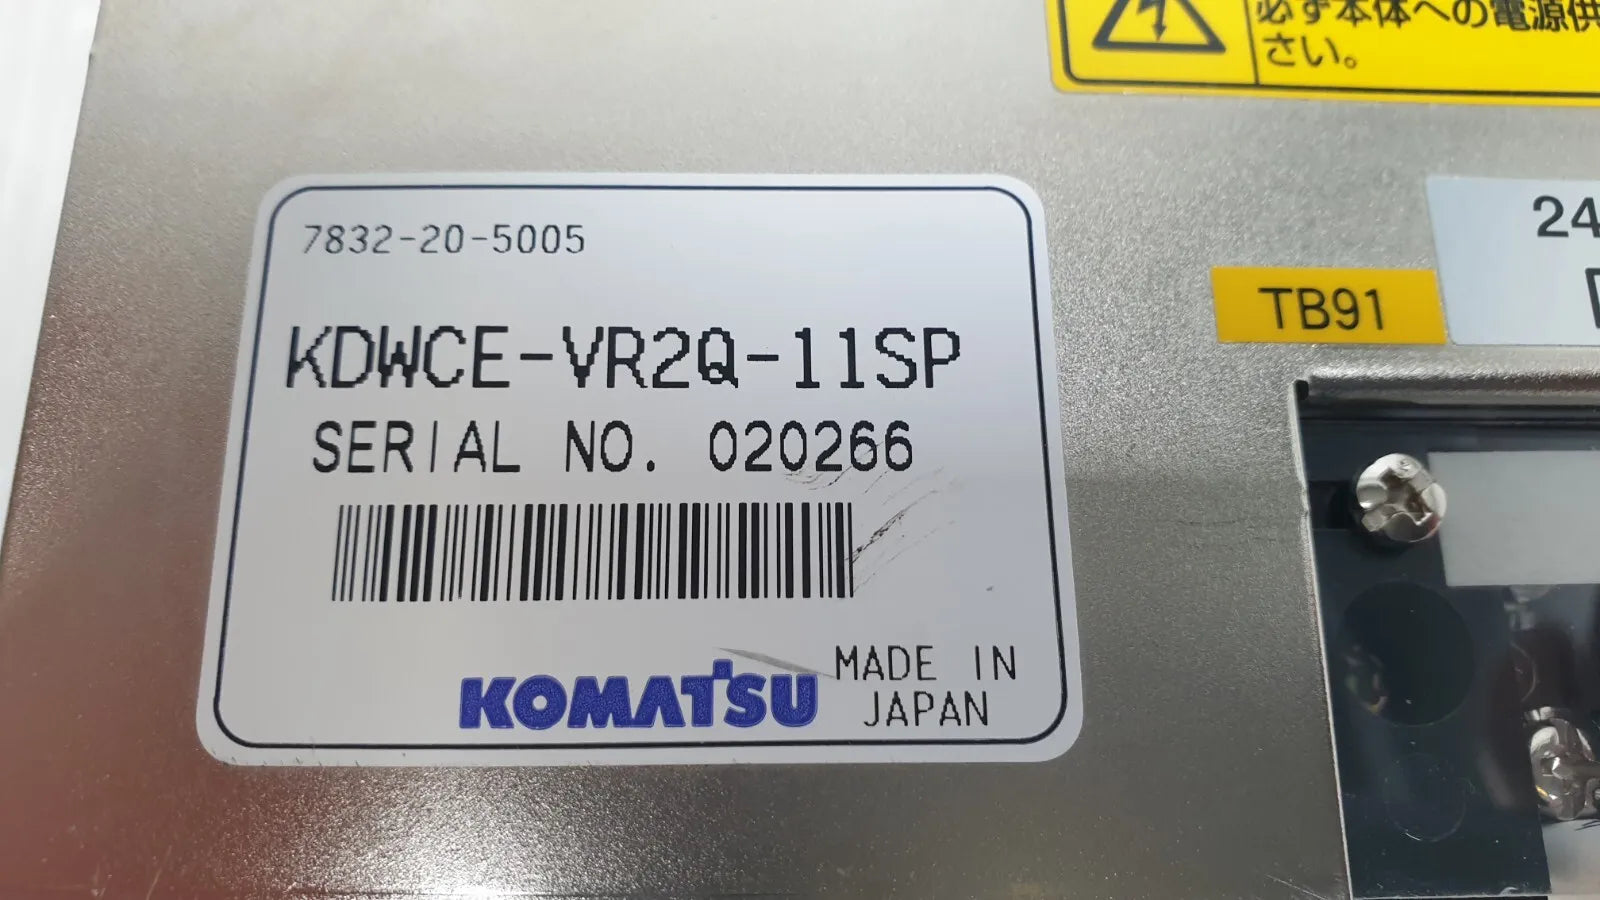 必ず本体への電源供
さい。
7832-20-5005
24
TB91
KDWCE-VR2Q-11SP
SERIAL NO. 020266
MADE IN
KOMATSU
JAPAN